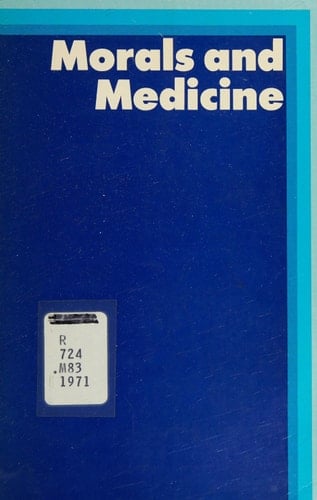 Morals and
Medicine
R
724
.M83
1971